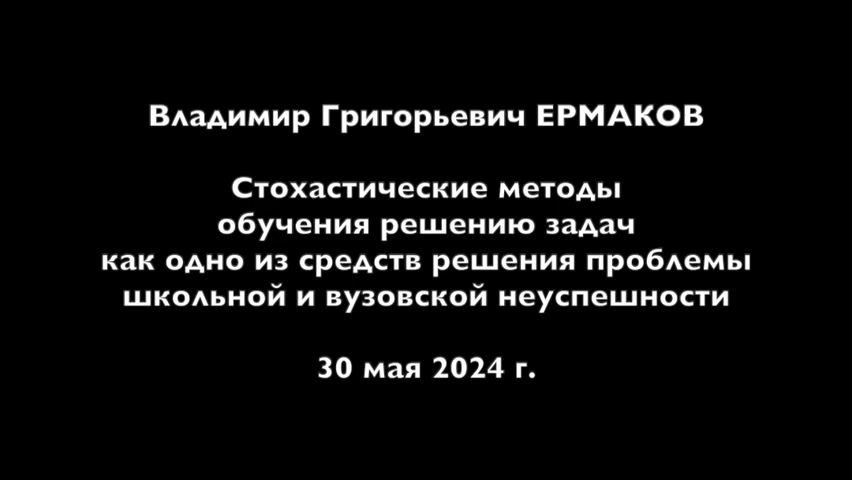 Владимир Григорьевич ЕРМАКОВ
Стохастические методы
обучения решению задач
как одно из средств решения проблемы
школьной и вузовской неуспешности
30 мая 2024 г.